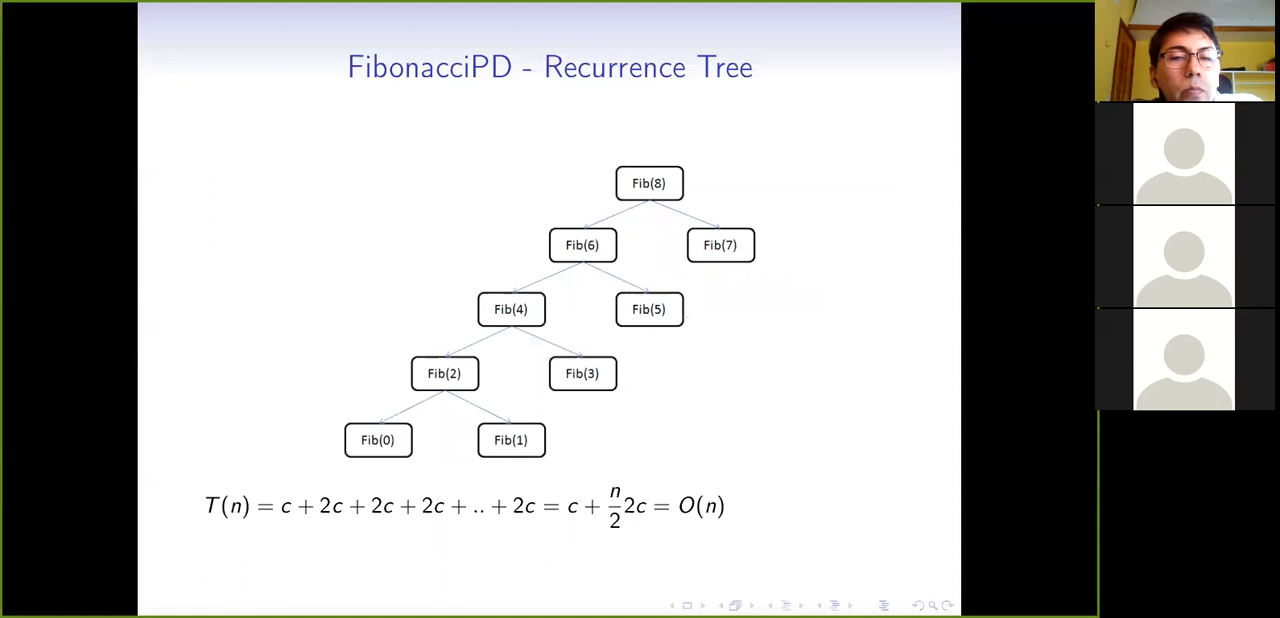 FibonacciPD - Recurrence Tree
Fib(8)
Fib(6) Fib(7)
Fib(4) Fib(5)
Fib(2) Fib(3)
Fib(0) Fib(1)
T(n) = c + 2c + 2c + 2c + .. + 2c = c + n/2 2c = O(n)